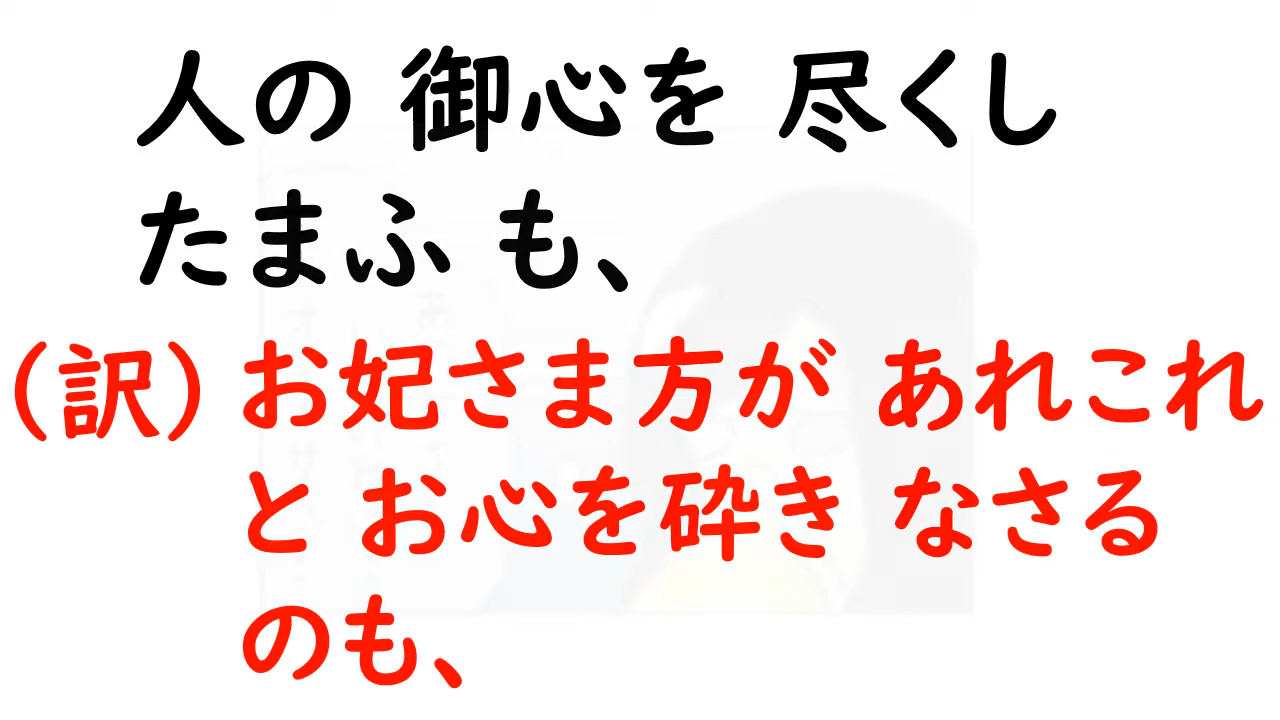 人の 御心を 尽くし
たまふ も、
(訳) お妃さま方が あれこれ
と お心を砕き なさる
のも、